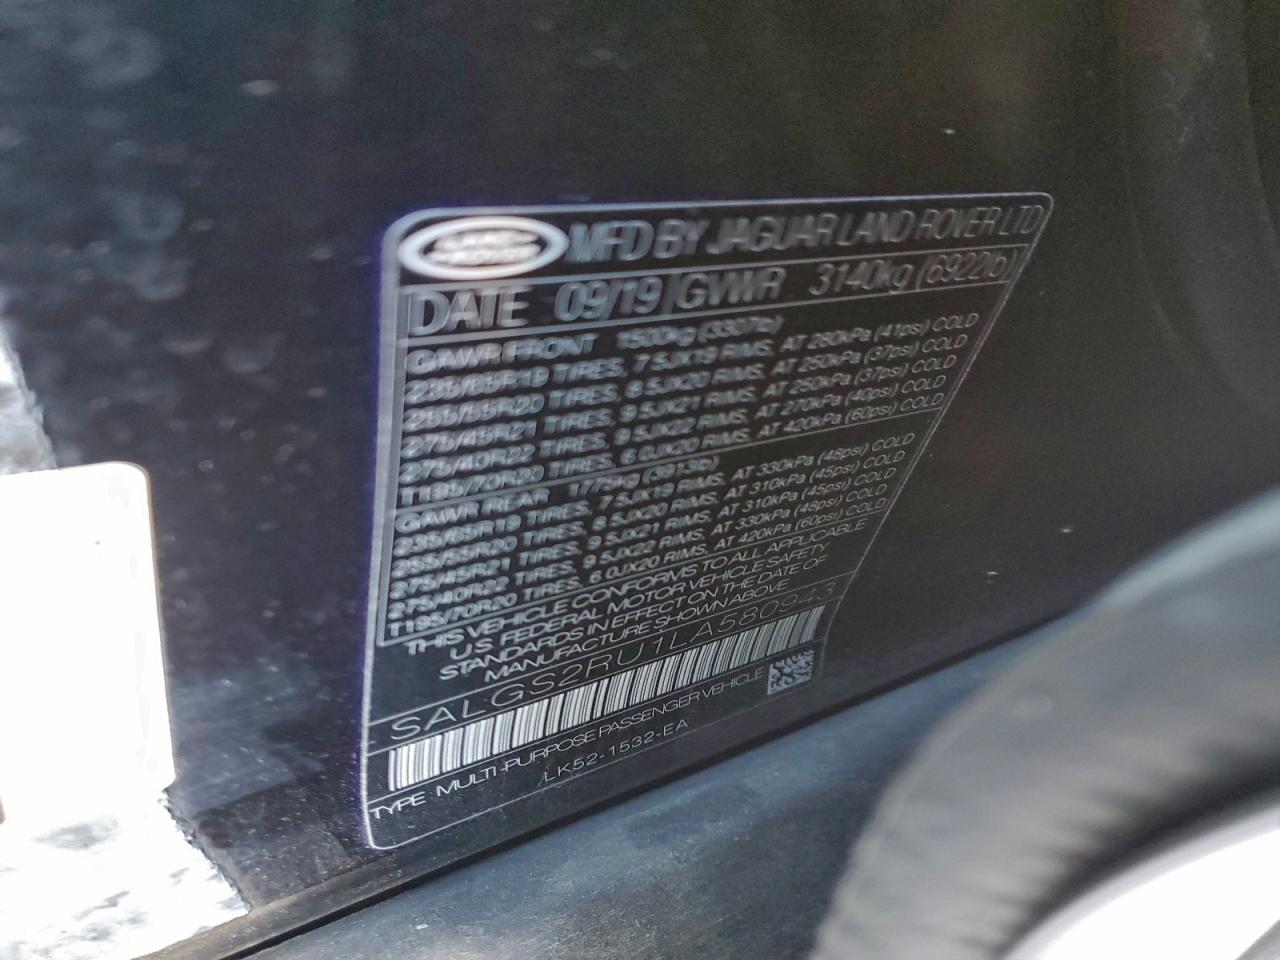 LAND ROVER
MFD BY JAGUAR LAND ROVER LTD
DATE 09/19 GVWR 3140kg (6922lb)
GAWR FRONT 1500kg (3307lb)
235/65R19 TIRES, 7.5JX19 RIMS, AT 280kPa (41psi) COLD
255/55R20 TIRES, 8.5JX20 RIMS, AT 250kPa (37psi) COLD
275/45R21 TIRES, 9.5JX21 RIMS, AT 250kPa (37psi) COLD
275/40R22 TIRES, 9.5JX22 RIMS, AT 270kPa (40psi) COLD
T195/70R20 TIRES, 6.0JX20 RIMS, AT 420kPa (60psi) COLD
GAWR REAR 1775kg (3913lb)
235/65R19 TIRES, 7.5JX19 RIMS, AT 330kPa (48psi) COLD
255/55R20 TIRES, 8.5JX20 RIMS, AT 310kPa (45psi) COLD
275/45R21 TIRES, 9.5JX21 RIMS, AT 310kPa (45psi) COLD
275/40R22 TIRES, 9.5JX22 RIMS, AT 330kPa (48psi) COLD
T195/70R20 TIRES, 6.0JX20 RIMS, AT 420kPa (60psi) COLD
THIS VEHICLE CONFORMS TO ALL APPLICABLE
U.S. FEDERAL MOTOR VEHICLE SAFETY
STANDARDS IN EFFECT ON THE DATE OF
MANUFACTURE SHOWN ABOVE
SALGS2RU1LA580943
TYPE MULTI-PURPOSE PASSENGER VEHICLE
LK52-1532-EA